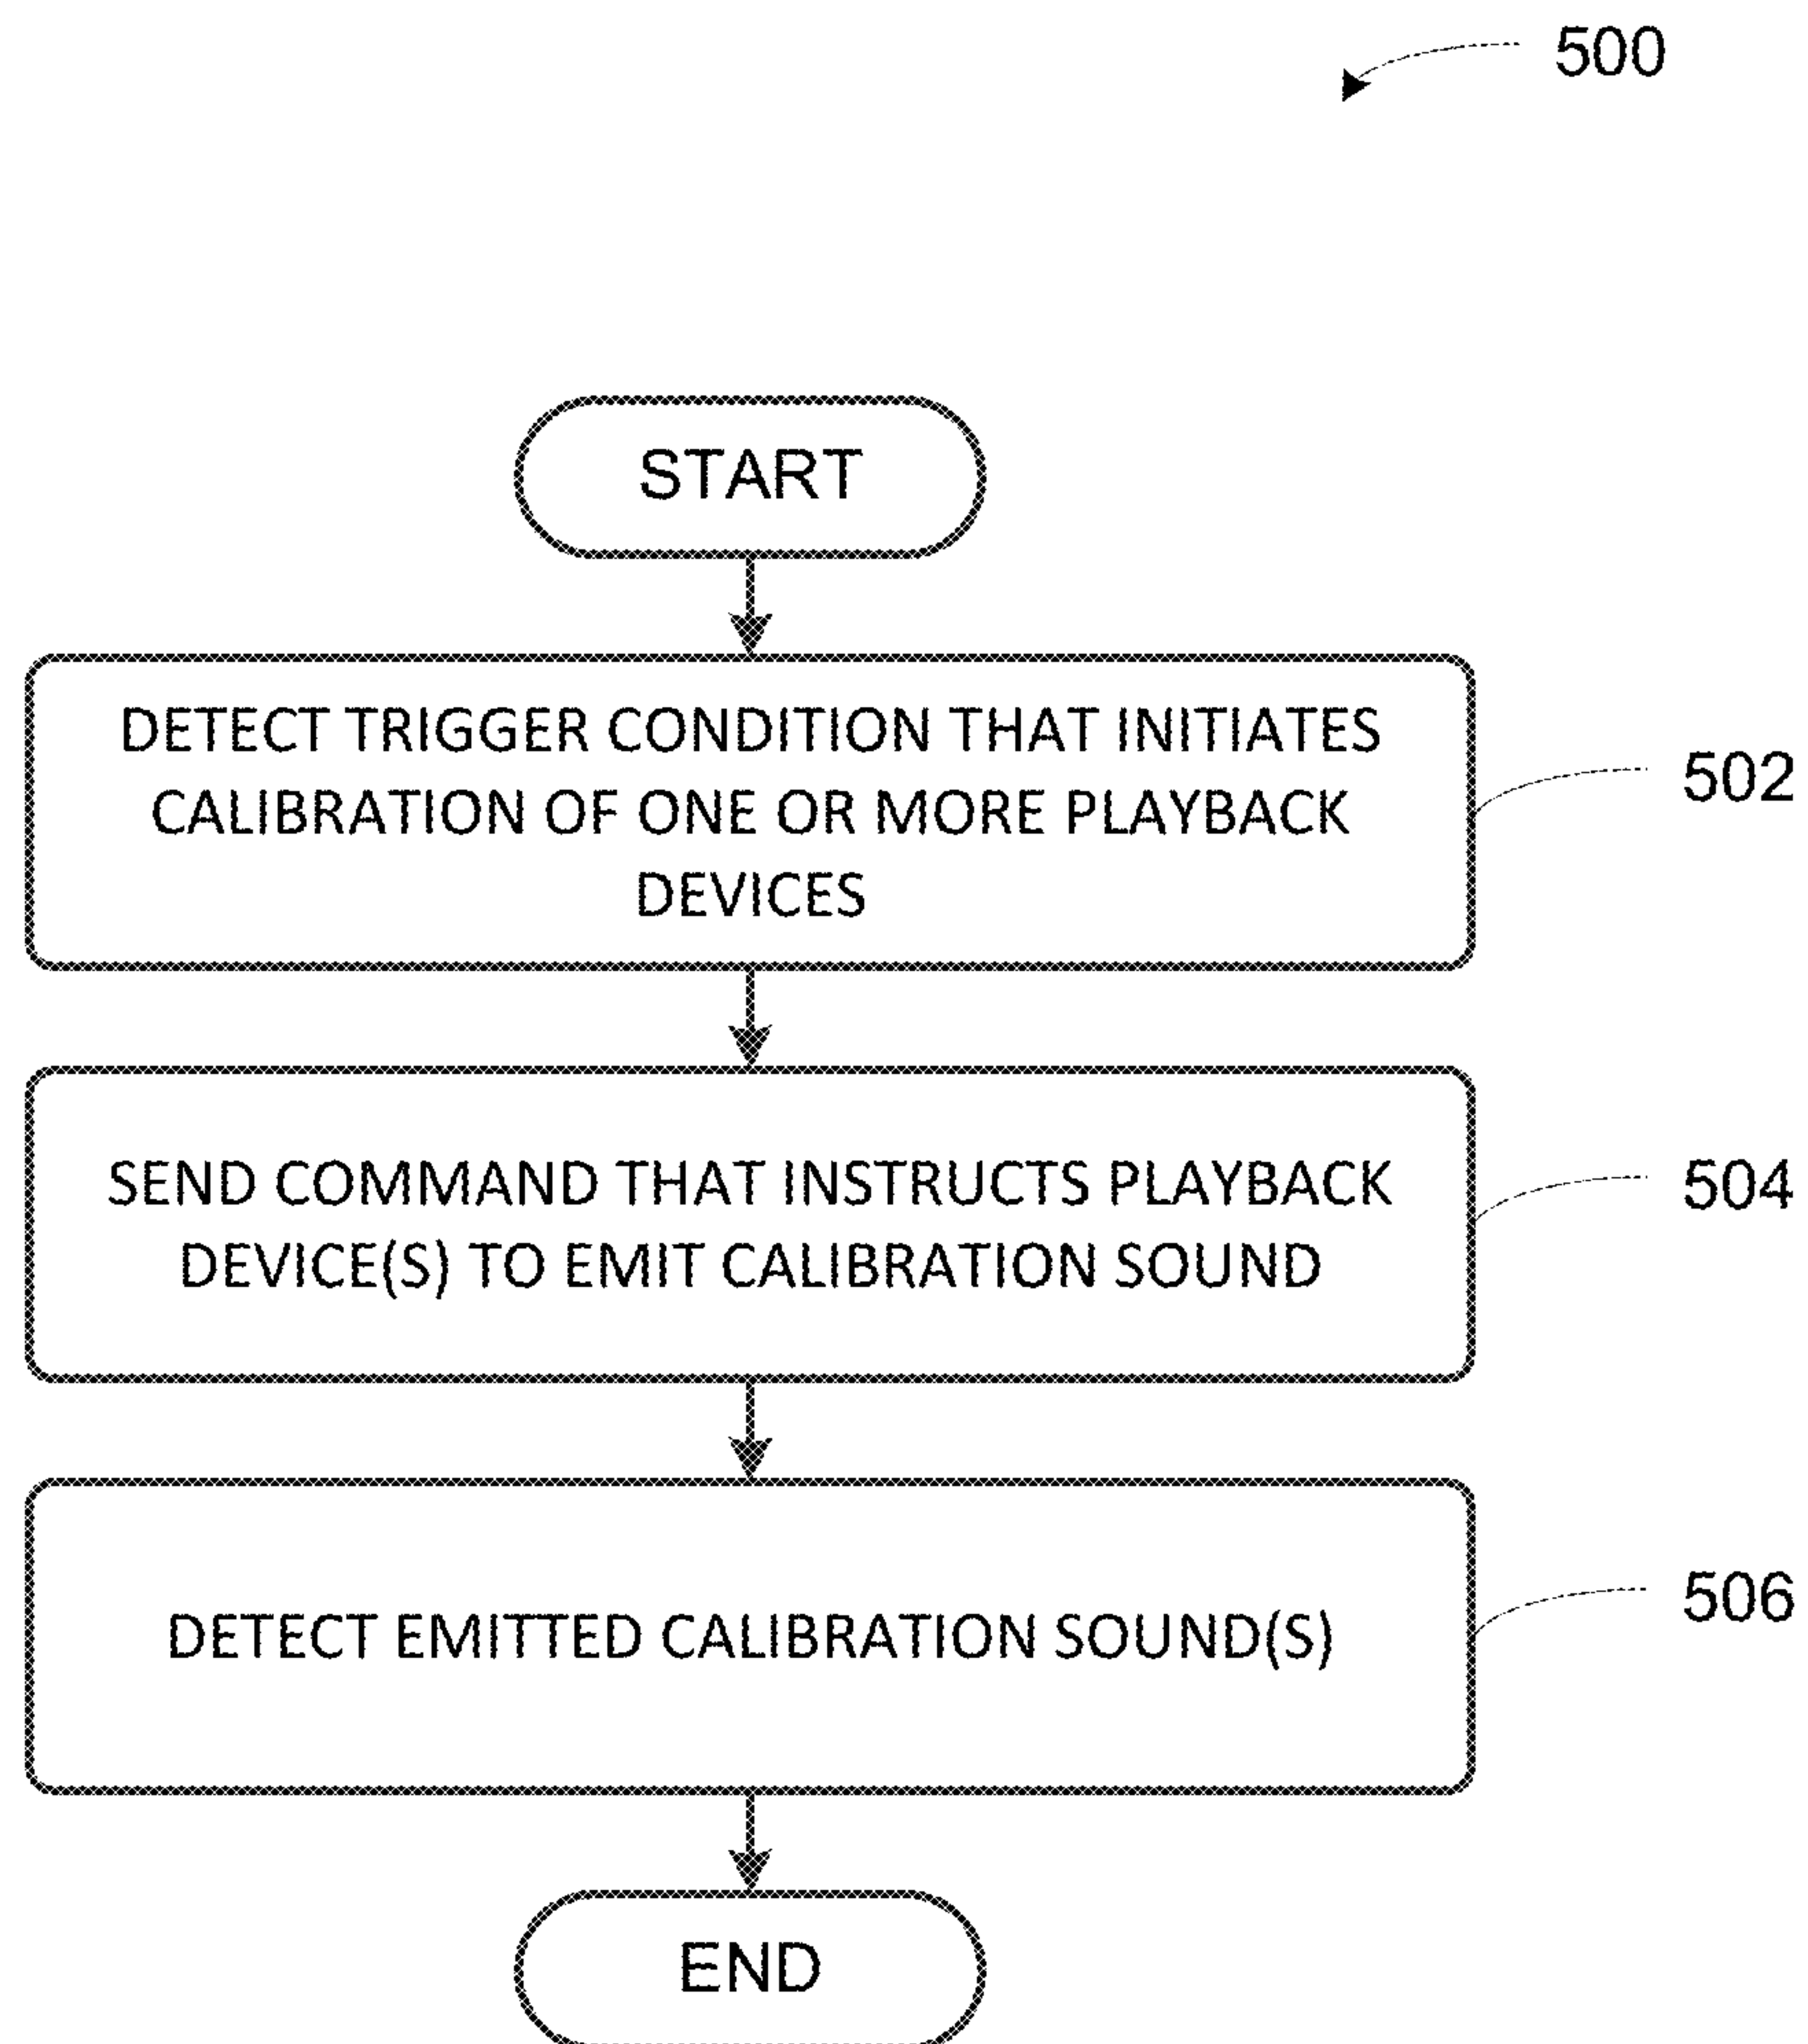 500
START
DETECT TRIGGER CONDITION THAT INITIATES
CALIBRATION OF ONE OR MORE PLAYBACK
DEVICES
502
SEND COMMAND THAT INSTRUCTS PLAYBACK
DEVICE(S) TO EMIT CALIBRATION SOUND
504
DETECT EMITTED CALIBRATION SOUND(S)
506
END